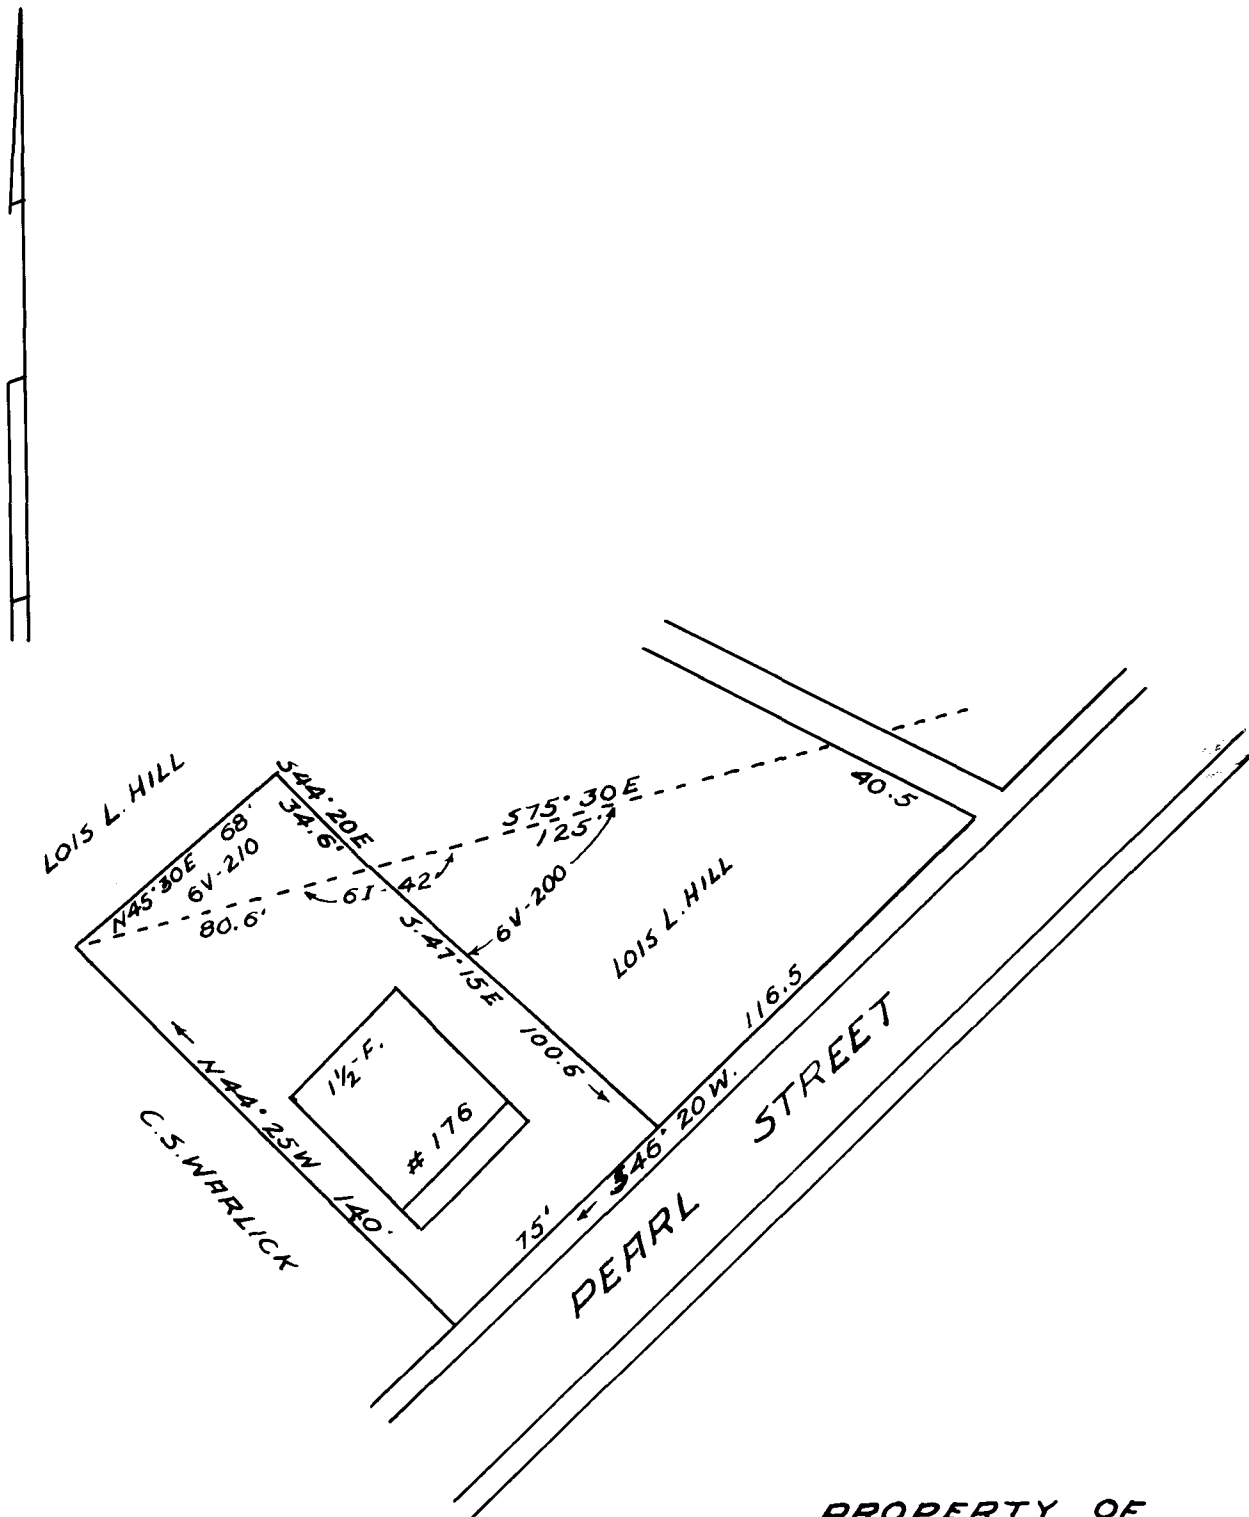 LOIS L. HILL
S44°20E
34.6'
N45°30E 68'
6V-210
80.6'
6I-42
S75°30E
125'
6V-200
40.5
LOIS L. HILL
S.47°15E 100.6
116.5
1½-F.
#176
N44°25W 140'
C.S. WARLICK
75'
S46°20W.
PEARL STREET
PROPERTY OF